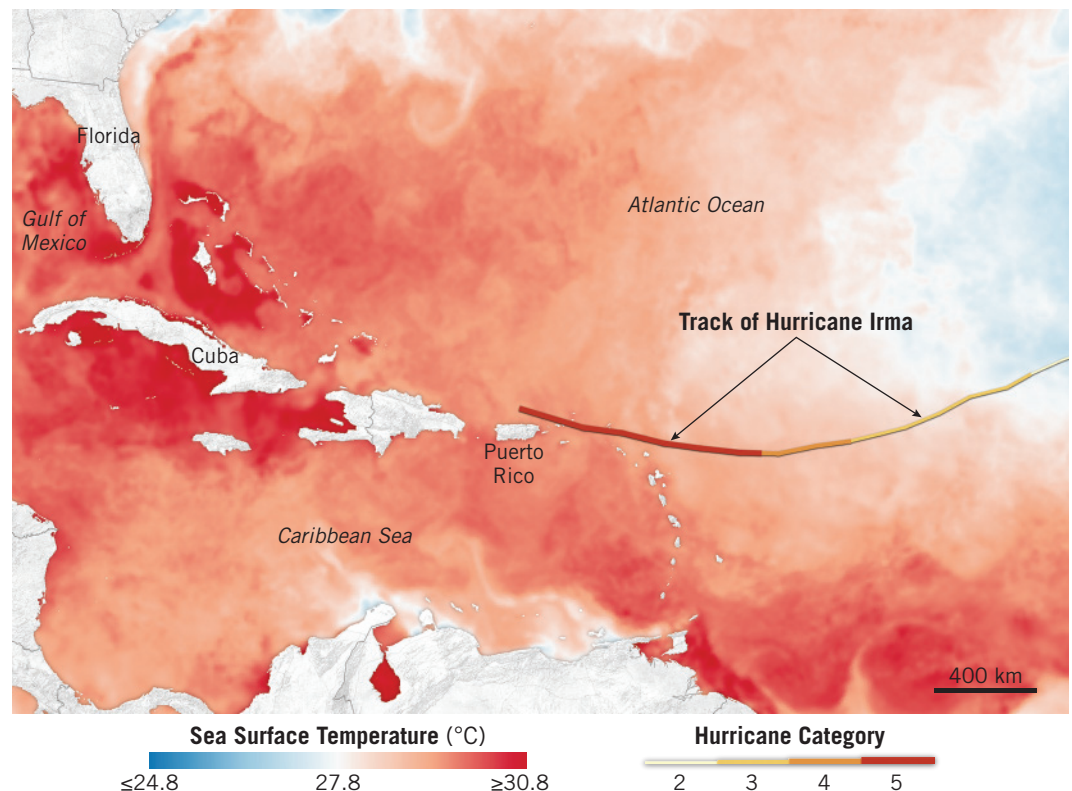 Florida
Gulf of
Mexico
Atlantic Ocean
Track of Hurricane Irma
Cuba
Puerto
Rico
Caribbean Sea
400 km
Sea Surface Temperature (°C)
≤24.8 27.8 ≥30.8
Hurricane Category
2 3 4 5